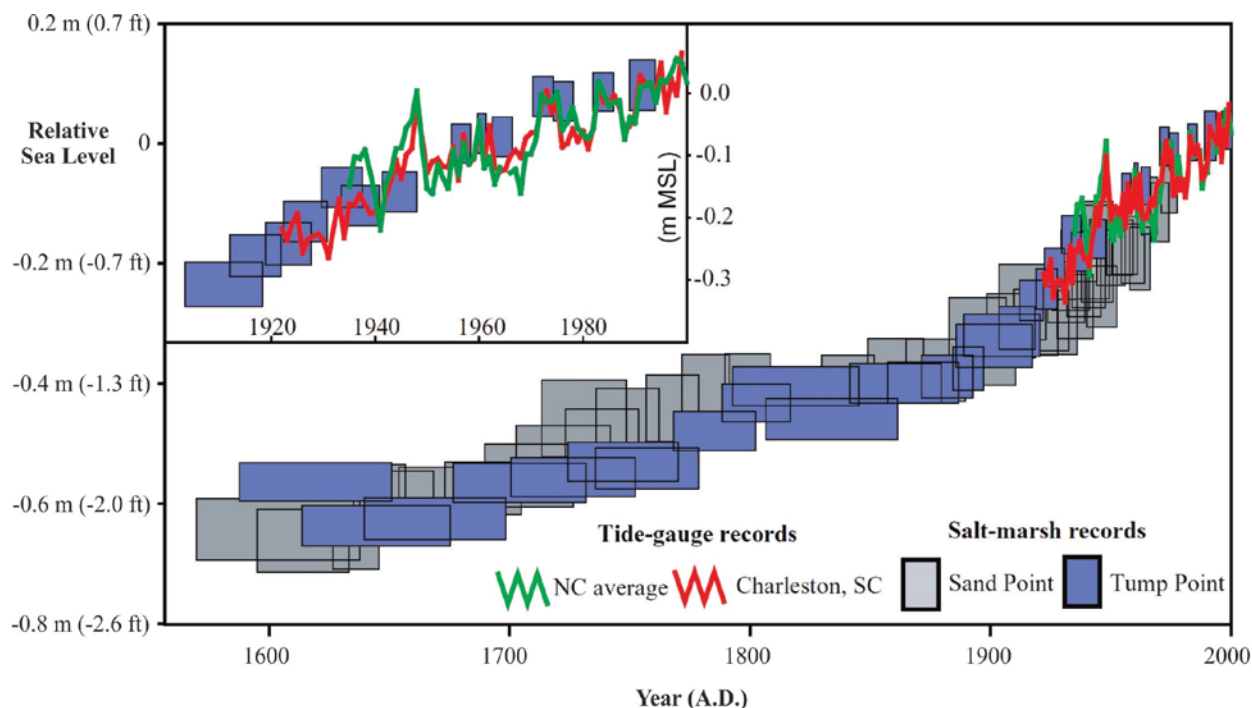 0.2 m (0.7 ft)
Relative
Sea Level
0
-0.2 m (-0.7 ft)
-0.4 m (-1.3 ft)
-0.6 m (-2.0 ft)
-0.8 m (-2.6 ft)
0.0
-0.1
-0.2
-0.3
(m MSL)
1920 1940 1960 1980
Tide-gauge records Salt-marsh records
NC average Charleston, SC Sand Point Tump Point
1600 1700 1800 1900 2000
Year (A.D.)